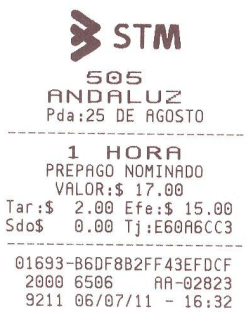 STM
505
ANDALUZ
Pda:25 DE AGOSTO
1 HORA
PREPAGO NOMINADO
VALOR:$ 17.00
Tar:$ 2.00 Efe:$ 15.00
Sdo$ 0.00 Tj:E60A6CC3
01693-B6DF8B2FF43EFDCF
2000 6506 AA-02823
9211 06/07/11 - 16:32